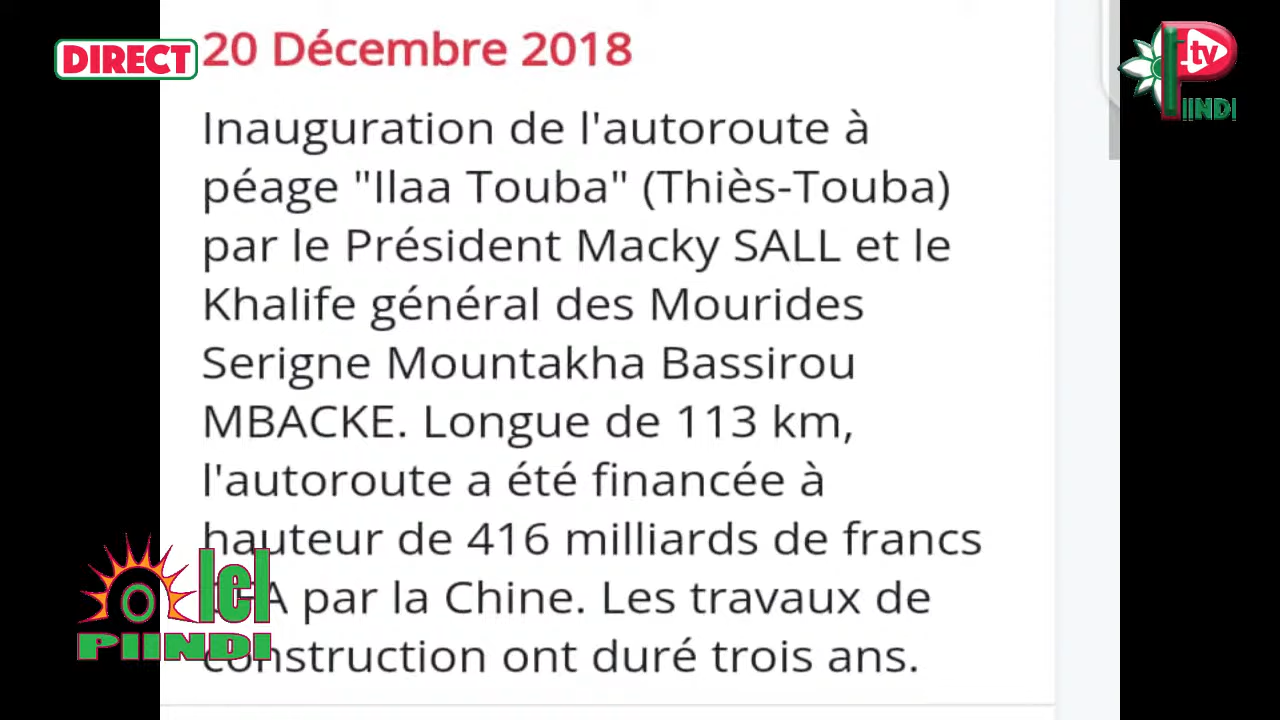 DIRECT
20 Décembre 2018
tv
PIINDI
Inauguration de l'autoroute à
péage "Ilaa Touba" (Thiès-Touba)
par le Président Macky SALL et le
Khalife général des Mourides
Serigne Mountakha Bassirou
MBACKE. Longue de 113 km,
l'autoroute a été financée à
hauteur de 416 milliards de francs
CFA par la Chine. Les travaux de
construction ont duré trois ans.
lel
PIINDI